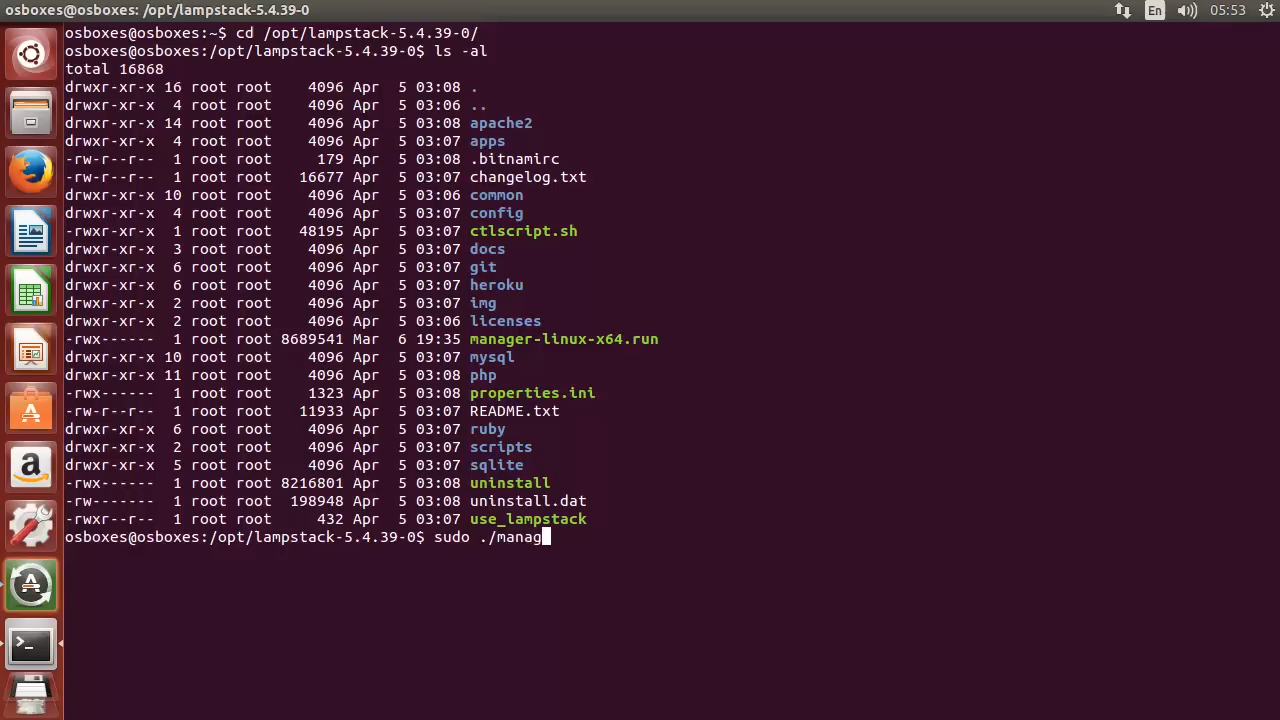 osboxes@osboxes: /opt/lampstack-5.4.39-0 En 05:53
osboxes@osboxes:~$ cd /opt/lampstack-5.4.39-0/
osboxes@osboxes:/opt/lampstack-5.4.39-0$ ls -al
total 16868
drwxr-xr-x 16 root root    4096 Apr  5 03:08 .
drwxr-xr-x  4 root root    4096 Apr  5 03:06 ..
drwxr-xr-x 14 root root    4096 Apr  5 03:08 apache2
drwxr-xr-x  4 root root    4096 Apr  5 03:07 apps
-rw-r--r--  1 root root     179 Apr  5 03:08 .bitnamirc
-rw-r--r--  1 root root   16677 Apr  5 03:07 changelog.txt
drwxr-xr-x 10 root root    4096 Apr  5 03:06 common
drwxr-xr-x  4 root root    4096 Apr  5 03:07 config
-rwxr-xr-x  1 root root   48195 Apr  5 03:07 ctlscript.sh
drwxr-xr-x  3 root root    4096 Apr  5 03:07 docs
drwxr-xr-x  6 root root    4096 Apr  5 03:07 git
drwxr-xr-x  6 root root    4096 Apr  5 03:07 heroku
drwxr-xr-x  2 root root    4096 Apr  5 03:07 img
drwxr-xr-x  2 root root    4096 Apr  5 03:06 licenses
-rwx------  1 root root 8689541 Mar  6 19:35 manager-linux-x64.run
drwxr-xr-x 10 root root    4096 Apr  5 03:07 mysql
drwxr-xr-x 11 root root    4096 Apr  5 03:07 php
-rwx------  1 root root    1323 Apr  5 03:08 properties.ini
-rw-r--r--  1 root root   11933 Apr  5 03:07 README.txt
drwxr-xr-x  6 root root    4096 Apr  5 03:07 ruby
drwxr-xr-x  2 root root    4096 Apr  5 03:07 scripts
drwxr-xr-x  5 root root    4096 Apr  5 03:07 sqlite
-rwx------  1 root root 8216801 Apr  5 03:08 uninstall
-rw-------  1 root root  198948 Apr  5 03:08 uninstall.dat
-rwxr--r--  1 root root     432 Apr  5 03:07 use_lampstack
osboxes@osboxes:/opt/lampstack-5.4.39-0$ sudo ./manag